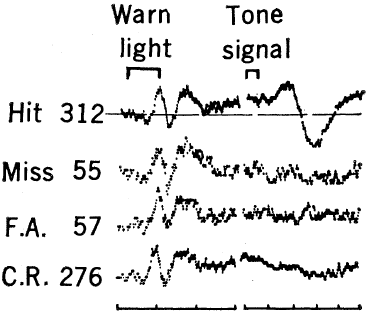 Warn Tone
light signal
Hit 312
Miss 55
F.A. 57
C.R. 276